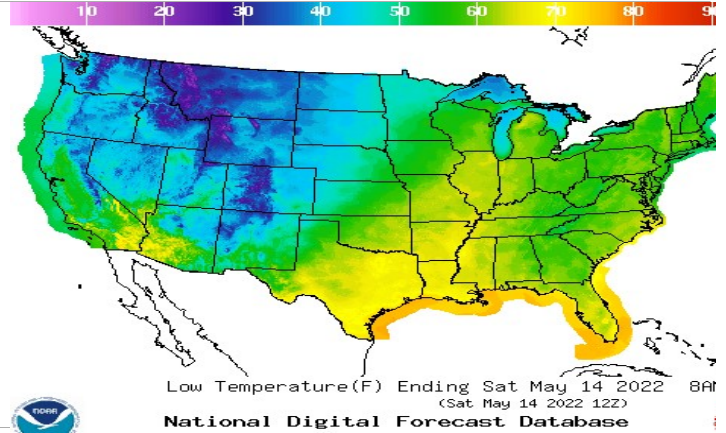 10 20 30 40 50 60 70 80
Low Temperature(F) Ending Sat May 14 2022 8AM
(Sat May 14 2022 12Z)
National Digital Forecast Database
noaa